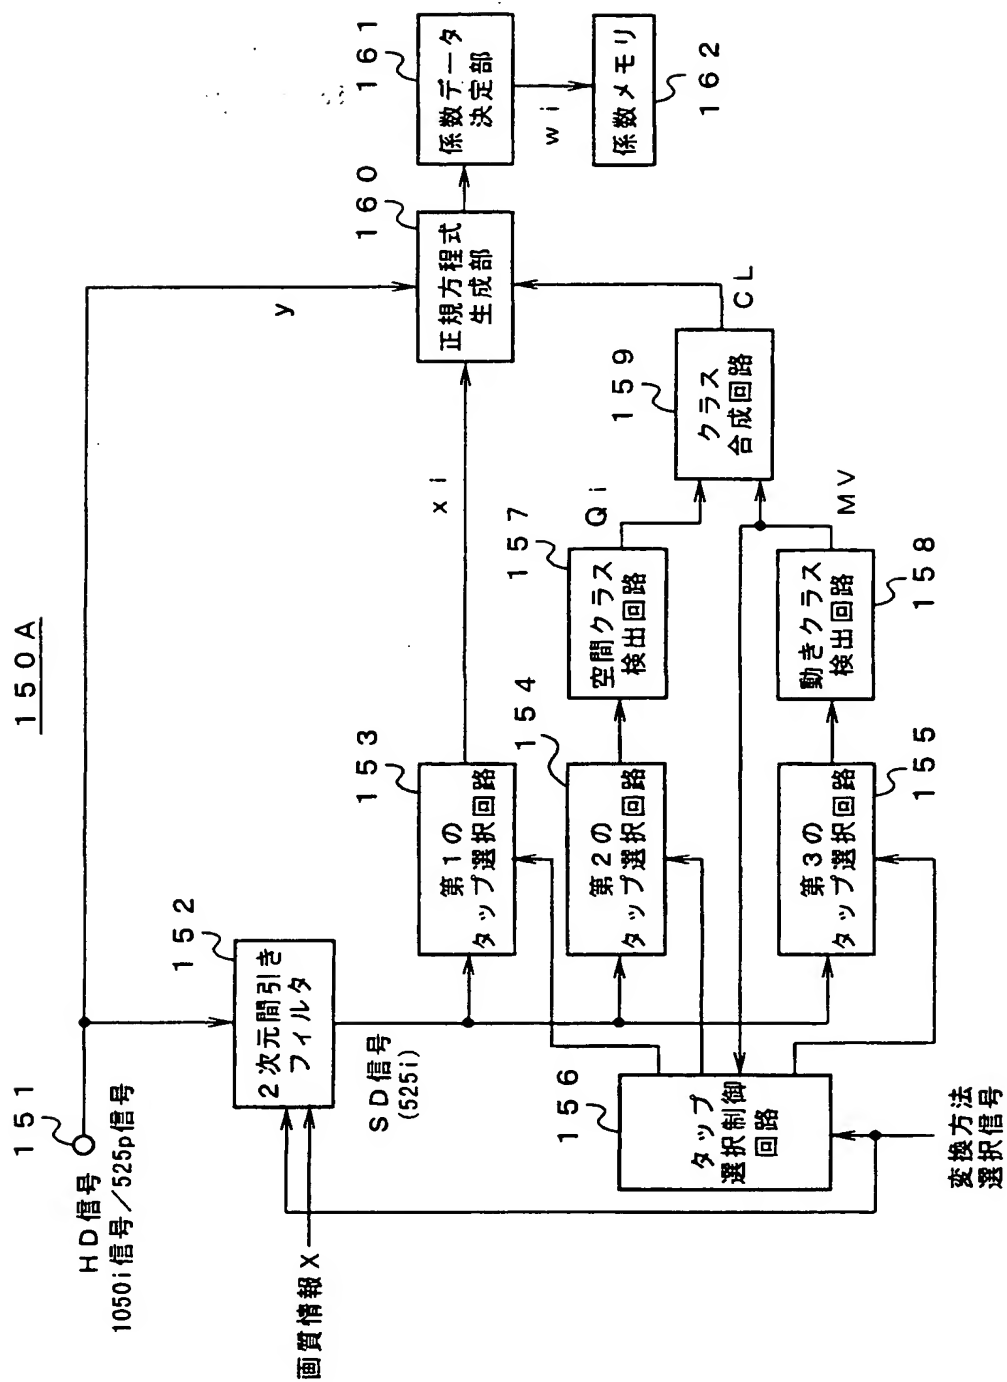 150A
151
HD信号
1050i信号/525p信号
画質情報X
152
2次元間引き
フィルタ
SD信号
(525i)
153
第1の
タップ選択回路
154
第2の
タップ選択回路
155
第3の
タップ選択回路
156
タップ
選択制御
回路
変換方法
選択信号
157
空間クラス
検出回路
158
動きクラス
検出回路
Qi
MV
159
クラス
合成回路
CL
xi
y
160
正規方程式
生成部
161
係数データ
決定部
wi
係数メモリ
162